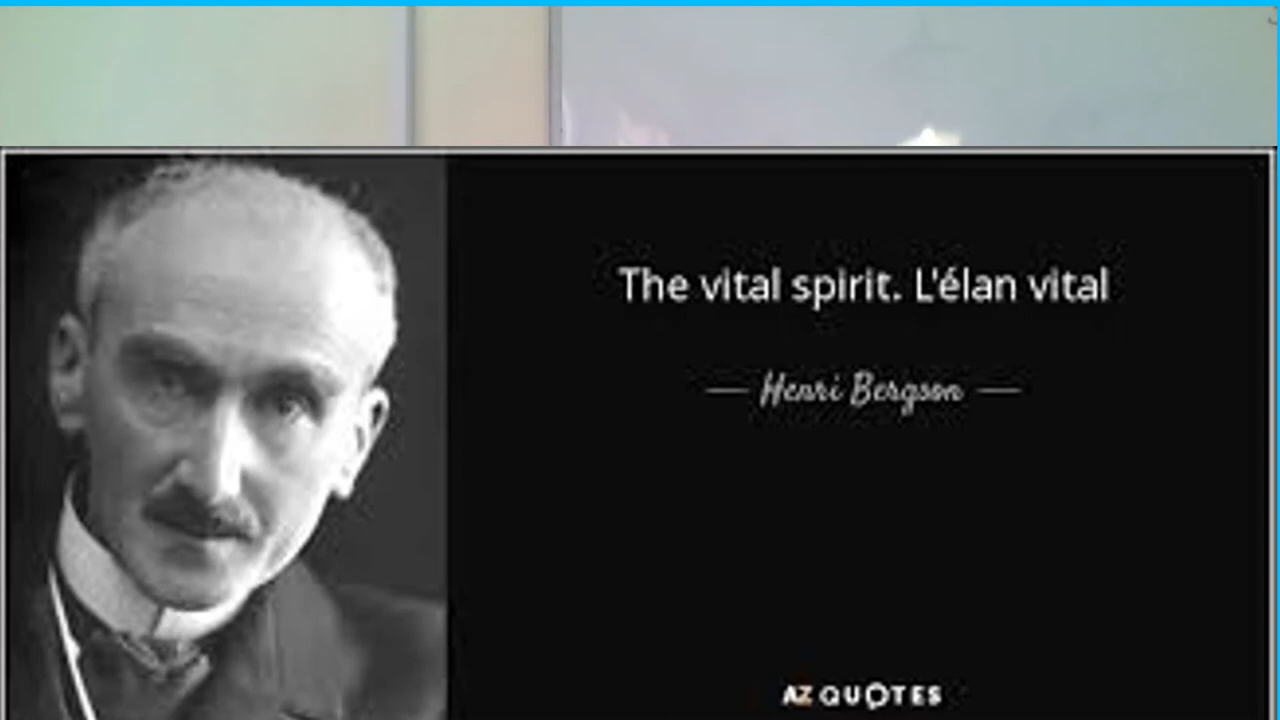 The vital spirit. L'élan vital
— Henri Bergson —
AZ QUOTES